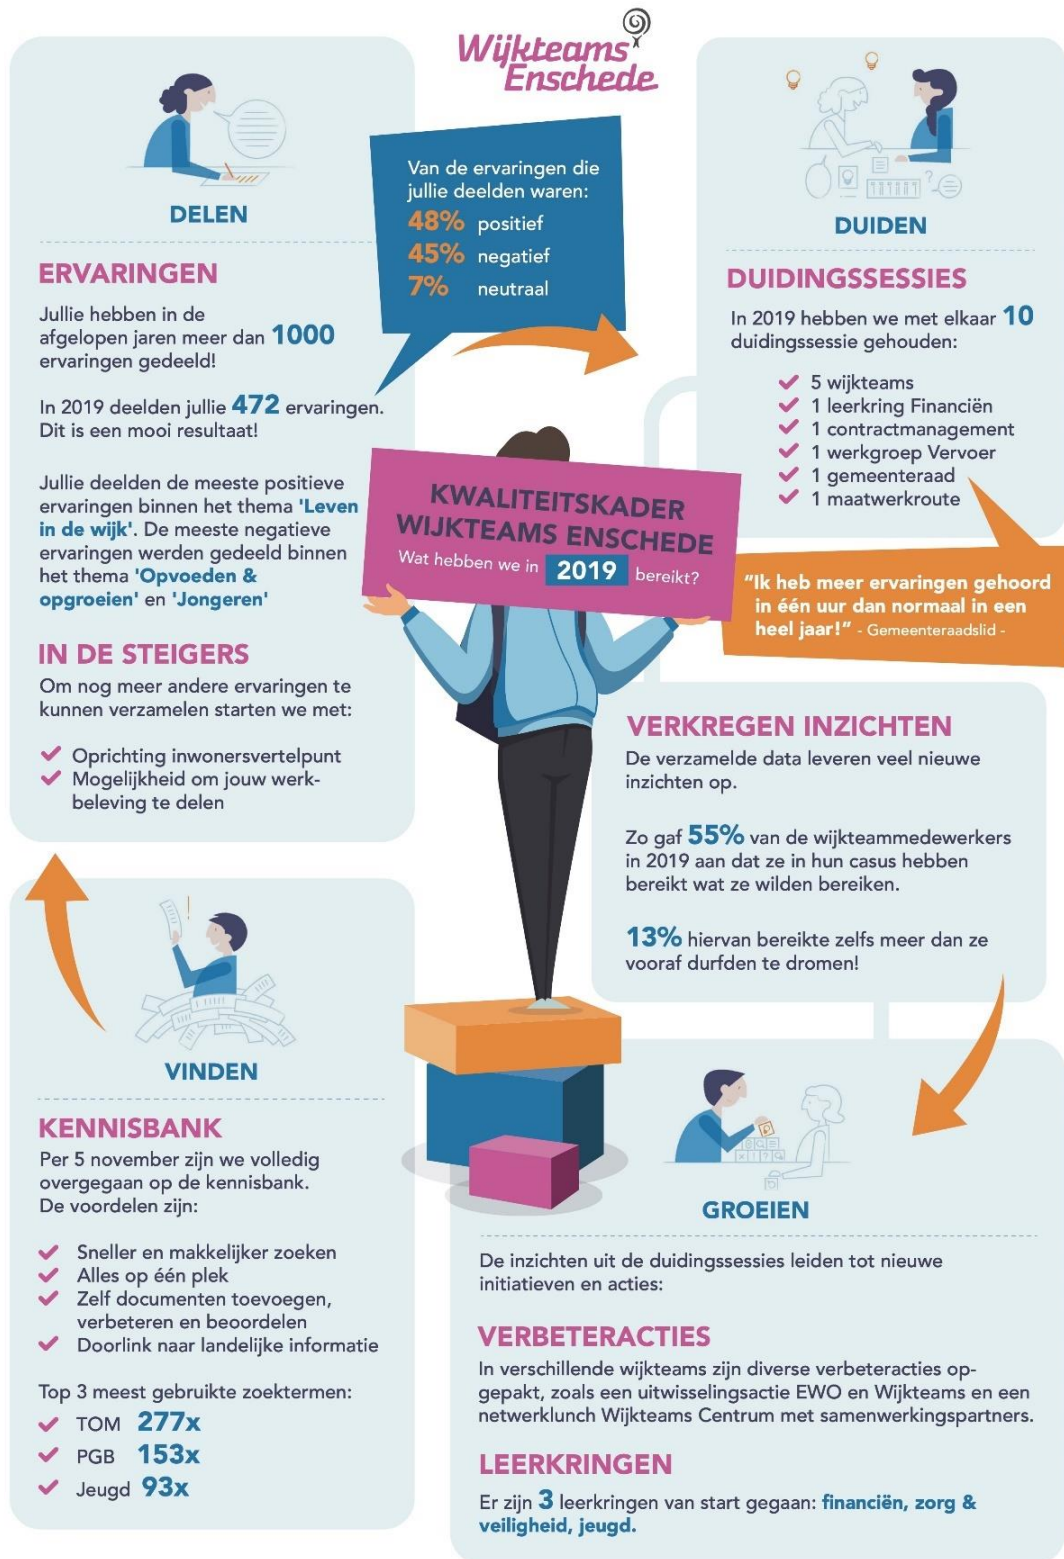 Wijkteams
Enschede
DELEN
ERVARINGEN
Jullie hebben in de
afgelopen jaren meer dan 1000
ervaringen gedeeld!
In 2019 deelden jullie 472 ervaringen.
Dit is een mooi resultaat!
Jullie deelden de meeste positieve
ervaringen binnen het thema 'Leven
in de wijk'. De meeste negatieve
ervaringen werden gedeeld binnen
het thema 'Opvoeden &
opgroeien' en 'Jongeren'
IN DE STEIGERS
Om nog meer andere ervaringen te
kunnen verzamelen starten we met:
Oprichting inwonersvertelpunt
Mogelijkheid om jouw werk-
beleving te delen
Van de ervaringen die
jullie deelden waren:
48% positief
45% negatief
7% neutraal
KWALITEITSKADER
WIJKTEAMS ENSCHEDE
Wat hebben we in 2019 bereikt?
DUIDEN
DUIDINGSSESSIES
In 2019 hebben we met elkaar 10
duidingssessie gehouden:
5 wijkteams
1 leerkring Financiën
1 contractmanagement
1 werkgroep Vervoer
1 gemeenteraad
1 maatwerkroute
"Ik heb meer ervaringen gehoord
in één uur dan normaal in een
heel jaar!" - Gemeenteraadslid -
VERKREGEN INZICHTEN
De verzamelde data leveren veel nieuwe
inzichten op.
Zo gaf 55% van de wijkteammedewerkers
in 2019 aan dat ze in hun casus hebben
bereikt wat ze wilden bereiken.
13% hiervan bereikte zelfs meer dan ze
vooraf durfden te dromen!
GROEIEN
De inzichten uit de duidingssessies leiden tot nieuwe
initiatieven en acties:
VERBETERACTIES
In verschillende wijkteams zijn diverse verbeteracties op-
gepakt, zoals een uitwisselingsactie EWO en Wijkteams en een
netwerklunch Wijkteams Centrum met samenwerkingspartners.
LEERKRINGEN
Er zijn 3 leerkringen van start gegaan: financiën, zorg &
veiligheid, jeugd.
VINDEN
KENNISBANK
Per 5 november zijn we volledig
overgegaan op de kennisbank.
De voordelen zijn:
Sneller en makkelijker zoeken
Alles op één plek
Zelf documenten toevoegen,
verbeteren en beoordelen
Doorlink naar landelijke informatie
Top 3 meest gebruikte zoektermen:
TOM 277x
PGB 153x
Jeugd 93x